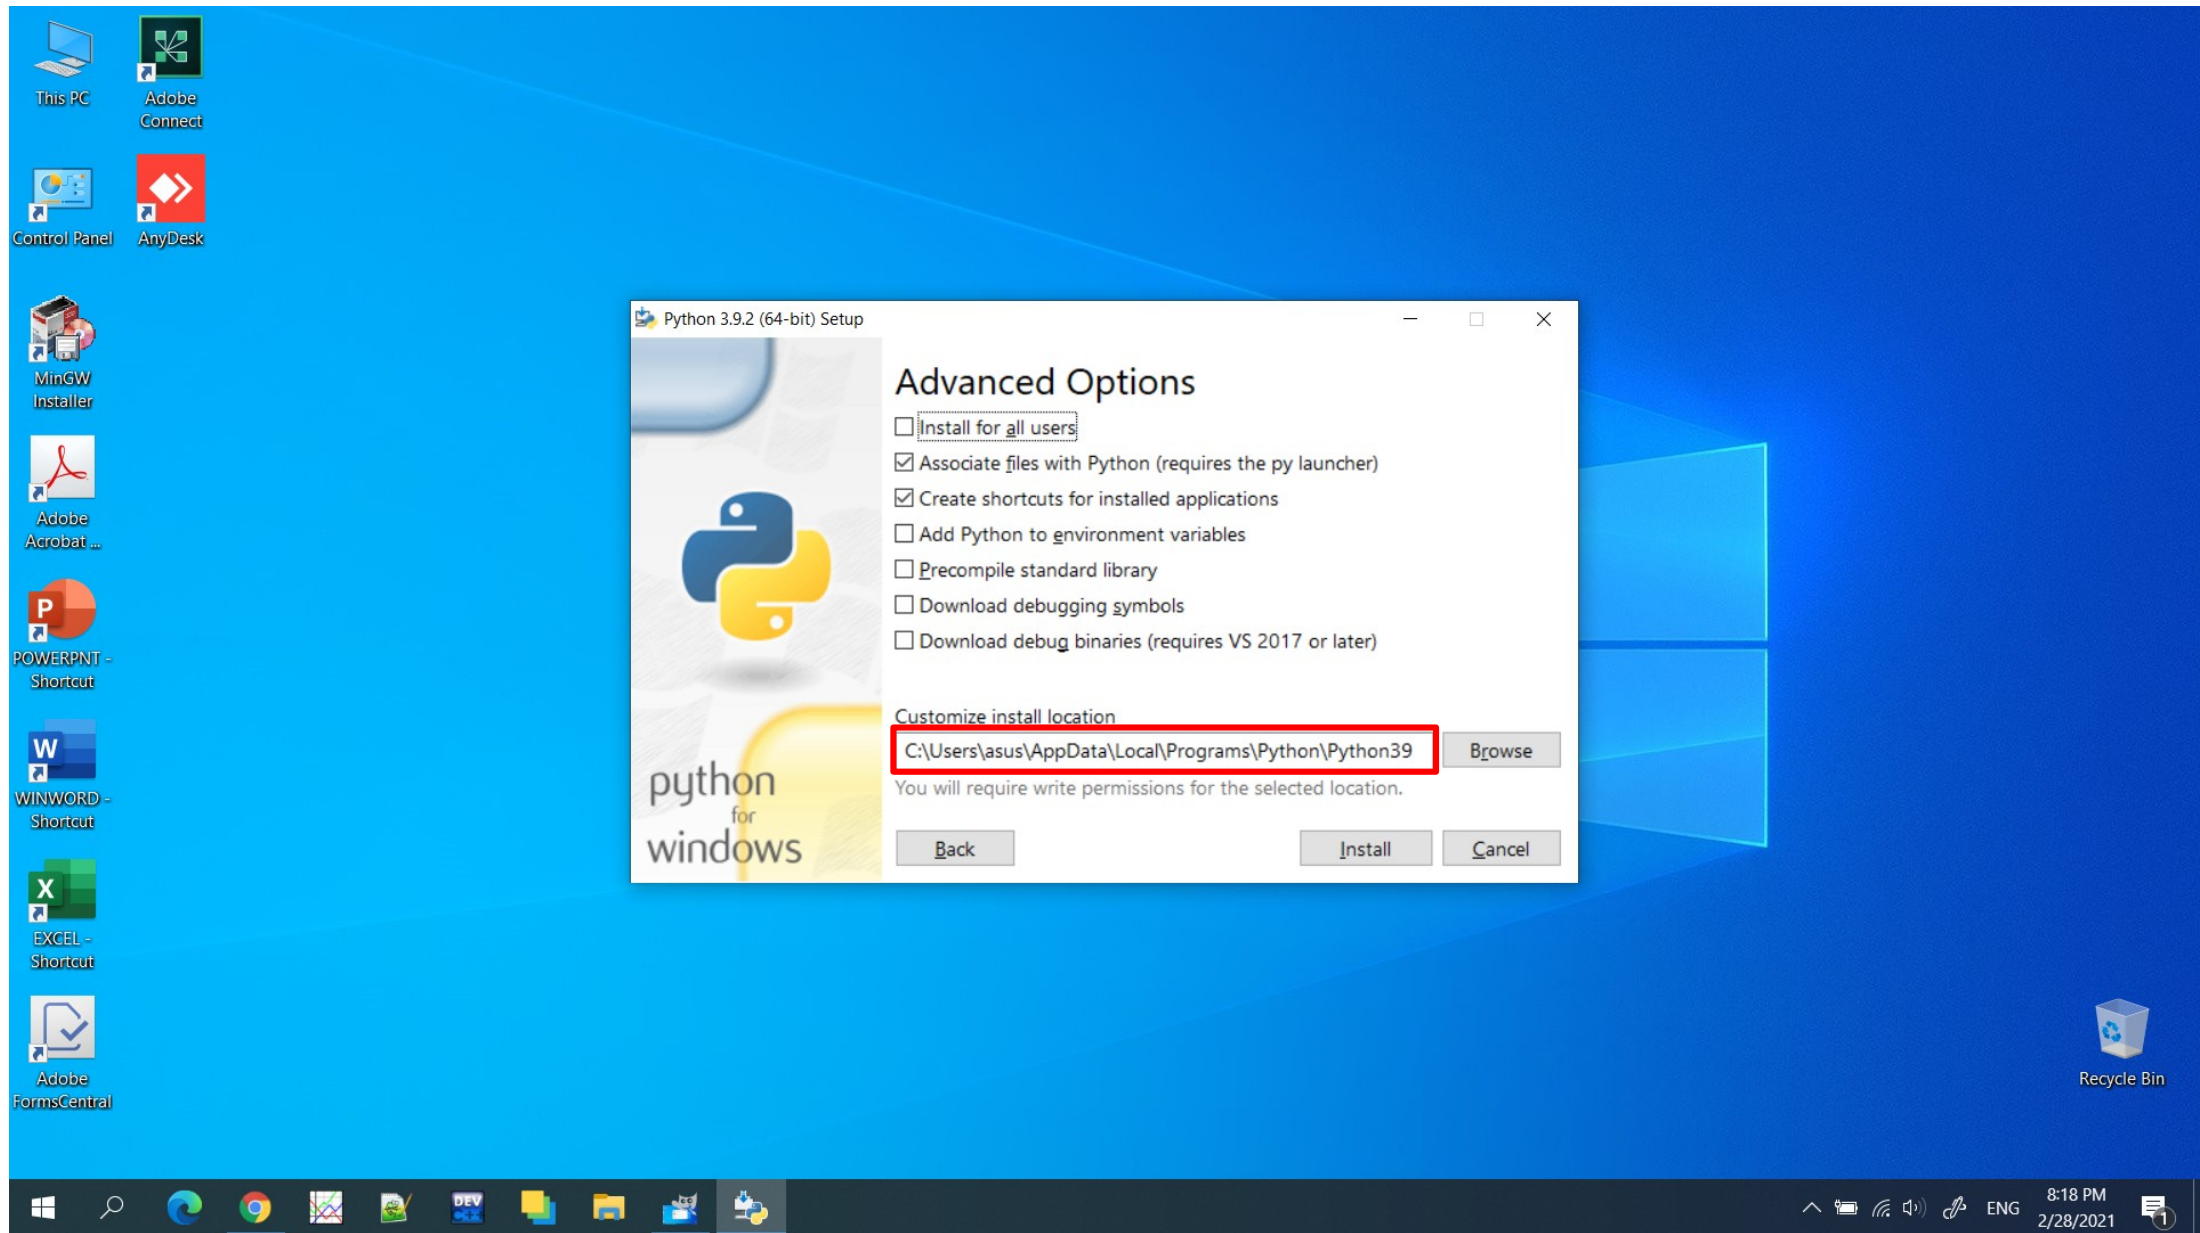 This PC
Adobe
Connect
Control Panel
AnyDesk
MinGW
Installer
Adobe
Acrobat ...
POWERPNT -
Shortcut
WINWORD -
Shortcut
EXCEL -
Shortcut
Adobe
FormsCentral
Python 3.9.2 (64-bit) Setup
Advanced Options
Install for all users
Associate files with Python (requires the py launcher)
Create shortcuts for installed applications
Add Python to environment variables
Precompile standard library
Download debugging symbols
Download debug binaries (requires VS 2017 or later)
Customize install location
C:\Users\asus\AppData\Local\Programs\Python\Python39
Browse
You will require write permissions for the selected location.
python
for
windows
Back
Install
Cancel
Recycle Bin
P
W
X
DEV
C++
ENG
8:18 PM
2/28/2021
1